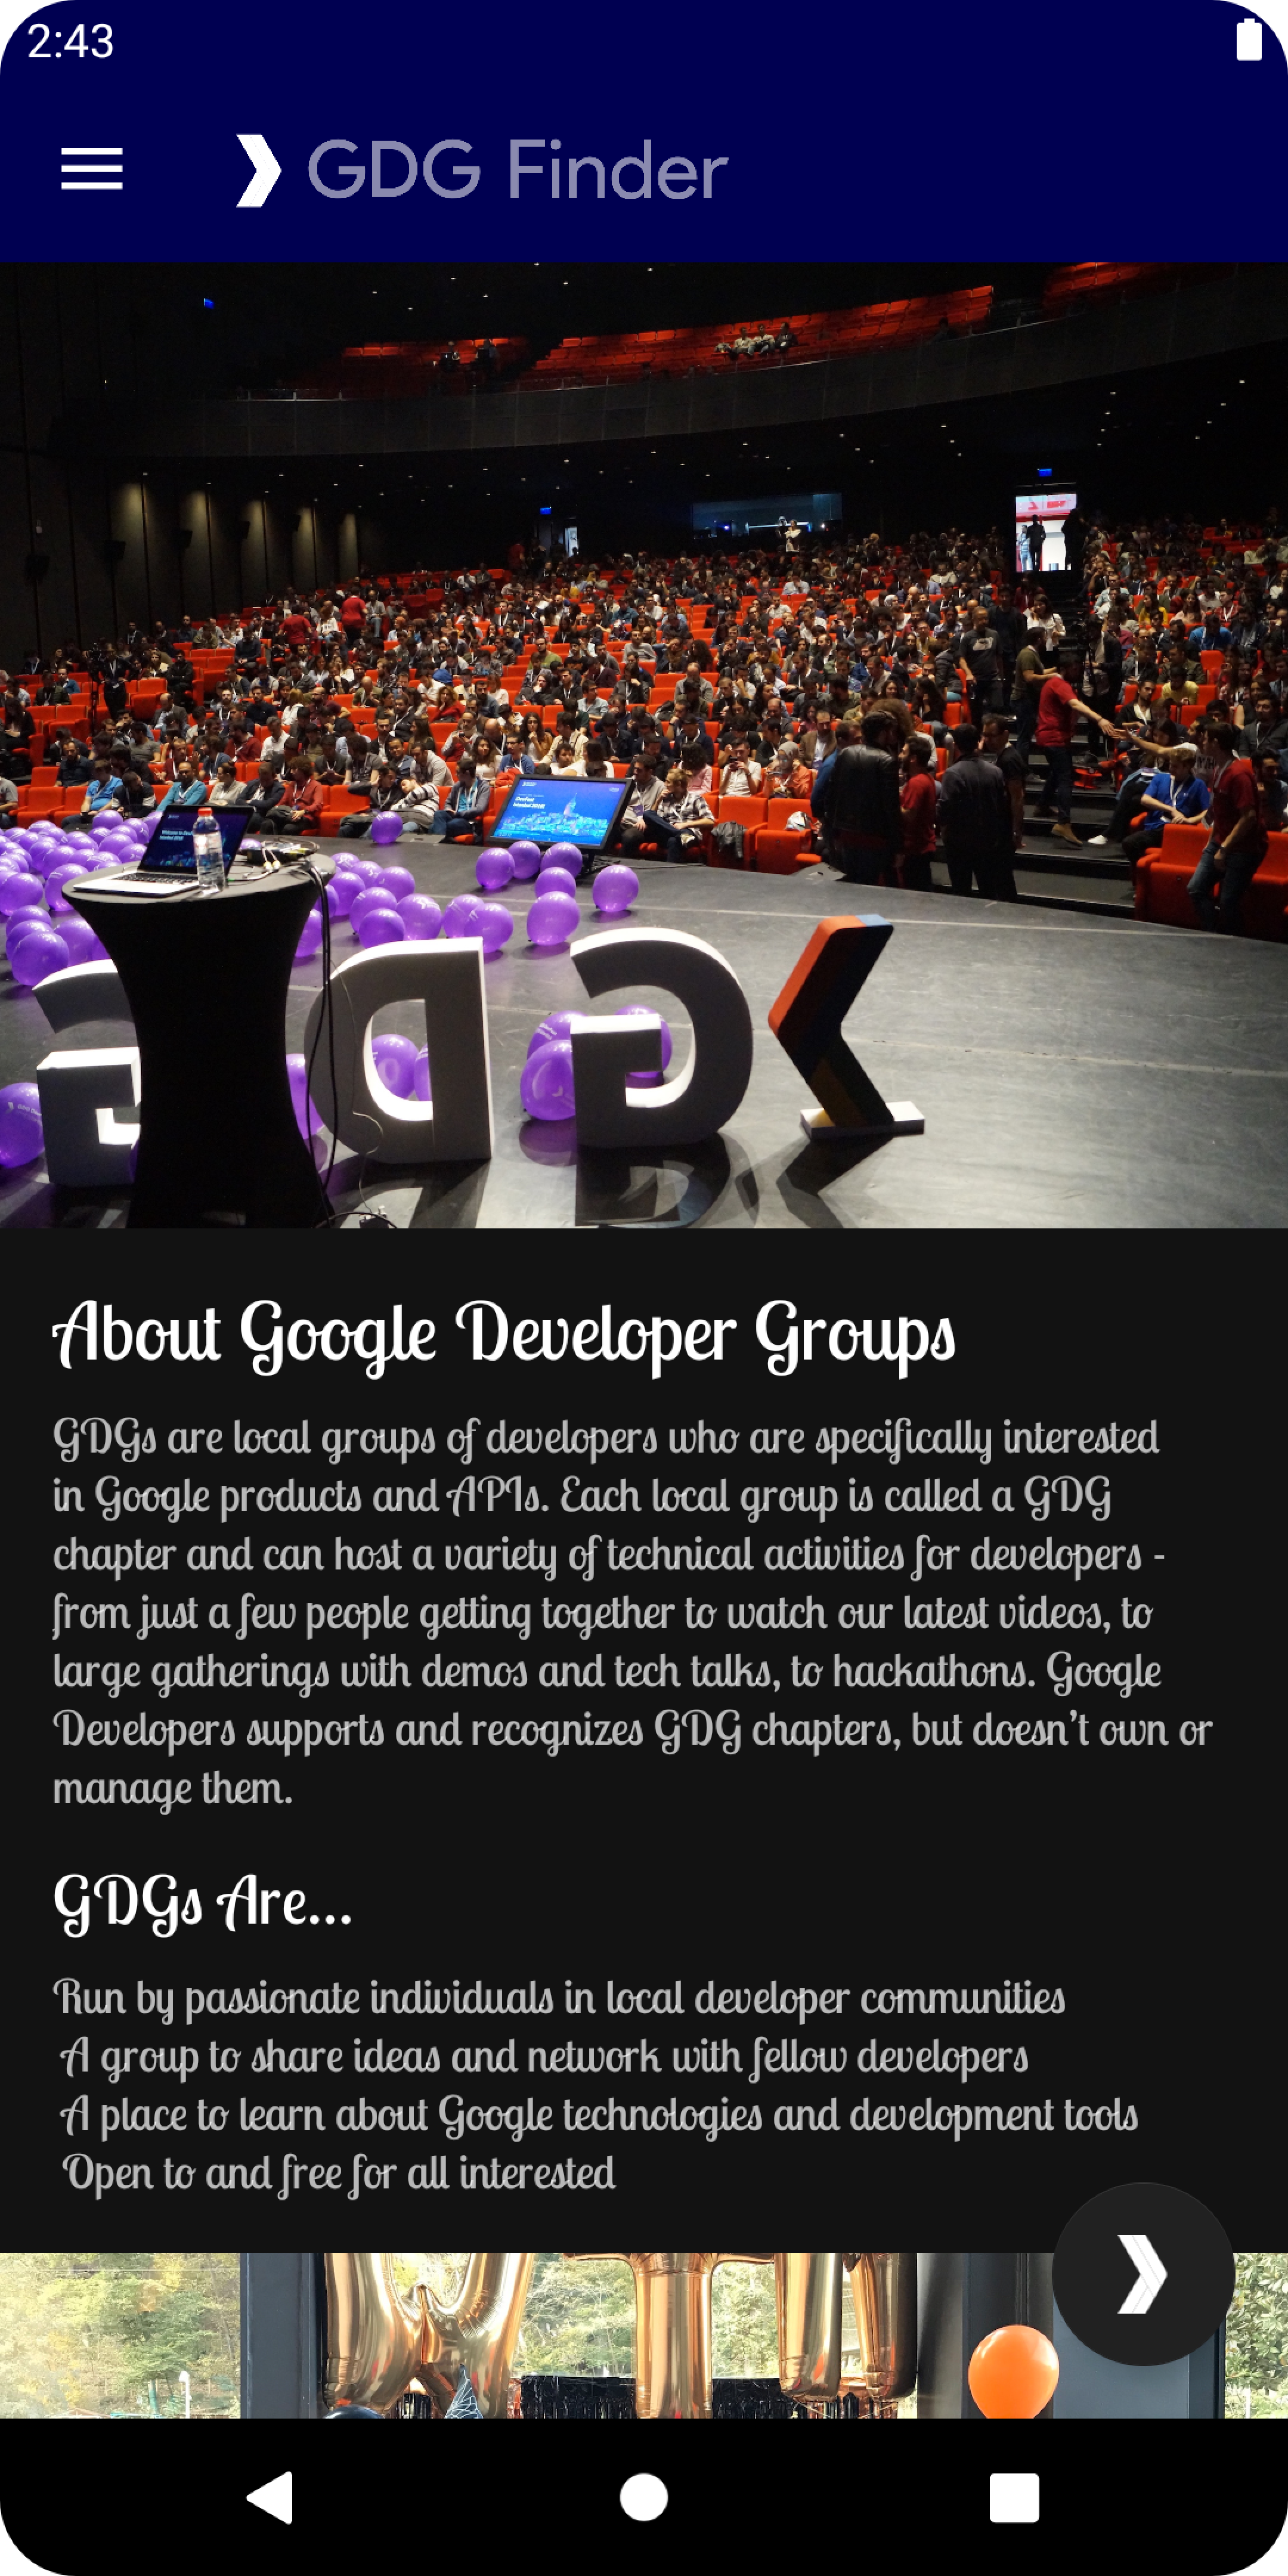 2:43
GDG Finder
DevFest
Istanbul 2018
GDG
About Google Developer Groups
GDGs are local groups of developers who are specifically interested
in Google products and APIs. Each local group is called a GDG
chapter and can host a variety of technical activities for developers -
from just a few people getting together to watch our latest videos, to
large gatherings with demos and tech talks, to hackathons. Google
Developers supports and recognizes GDG chapters, but doesn't own or
manage them.
GDGs Are...
Run by passionate individuals in local developer communities
A group to share ideas and network with fellow developers
A place to learn about Google technologies and development tools
Open to and free for all interested